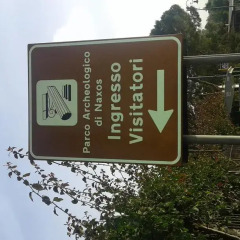 Parco Archeologico
di Naxos
Ingresso
Visitatori